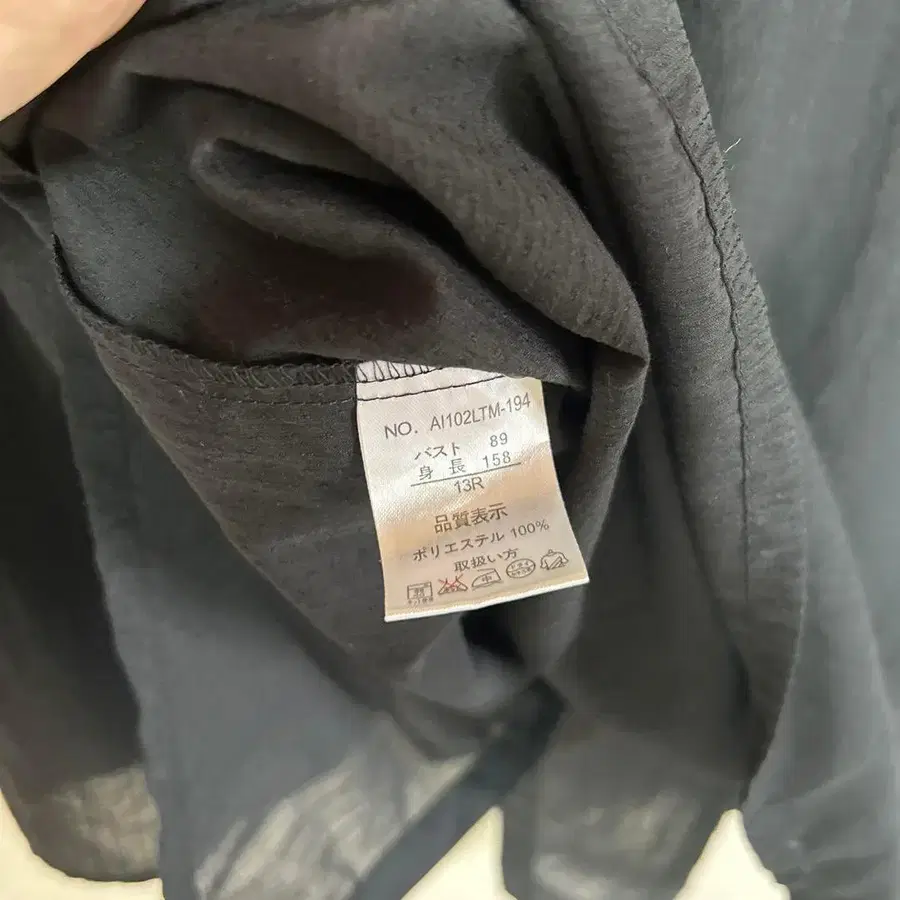 NO. AI102LTM-194
バスト 89
身長 158
13R
品質表示
ポリエステル 100%
取扱い方
中